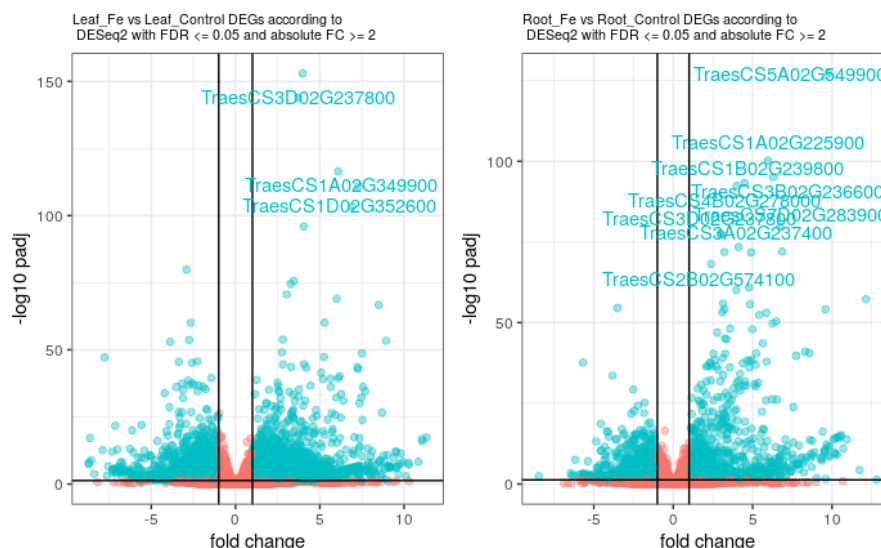 Leaf_Fe vs Leaf_Control DEGs according to
DESeq2 with FDR <= 0.05 and absolute FC >= 2
150
100
50
0
-log10 padj
TraesCS3D02G237800
TraesCS1A02G349900
TraesCS1D02G352600
-5
0
5
10
fold change
Root_Fe vs Root_Control DEGs according to
DESeq2 with FDR <= 0.05 and absolute FC >= 2
100
50
0
-log10 padj
TraesCS5A02G549900
TraesCS1A02G225900
TraesCS1B02G239800
TraesCS3B02G236600
TraesCS4B02G278000
TraesCS3A02G237400
TraesCS2B02G574100
-5
0
5
10
fold change